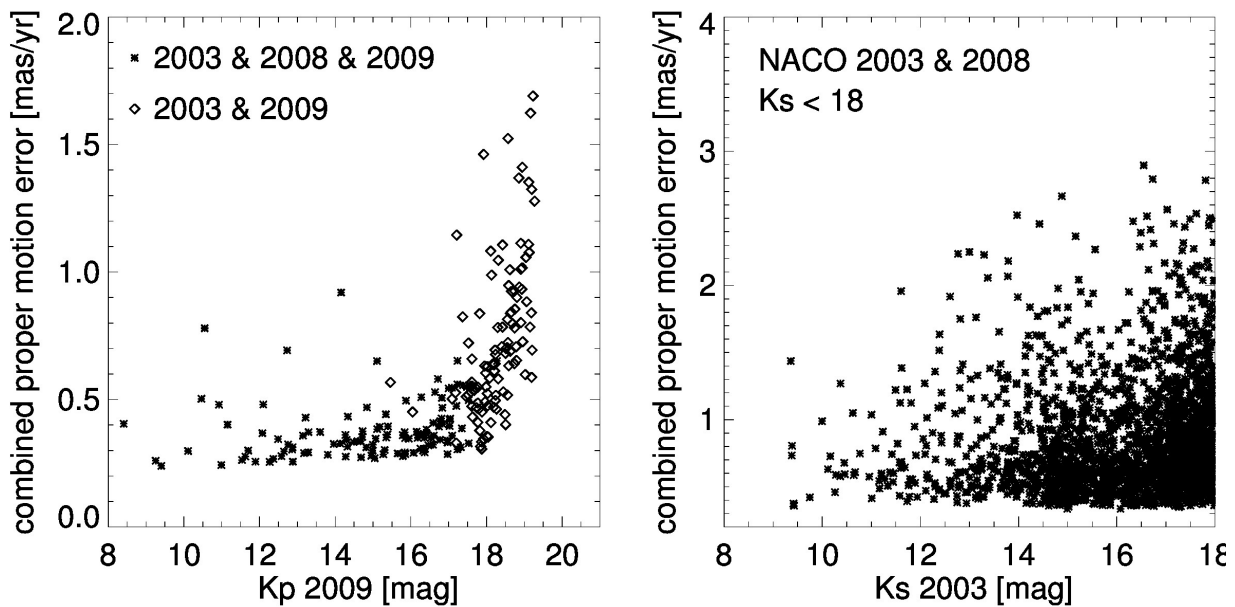 combined proper motion error [mas/yr]
2.0
1.5
1.0
0.5
0.0
2003 & 2008 & 2009
2003 & 2009
8 10 12 14 16 18 20
Kp 2009 [mag]
combined proper motion error [mas/yr]
4
3
2
1
NACO 2003 & 2008
Ks < 18
8 10 12 14 16 18
Ks 2003 [mag]